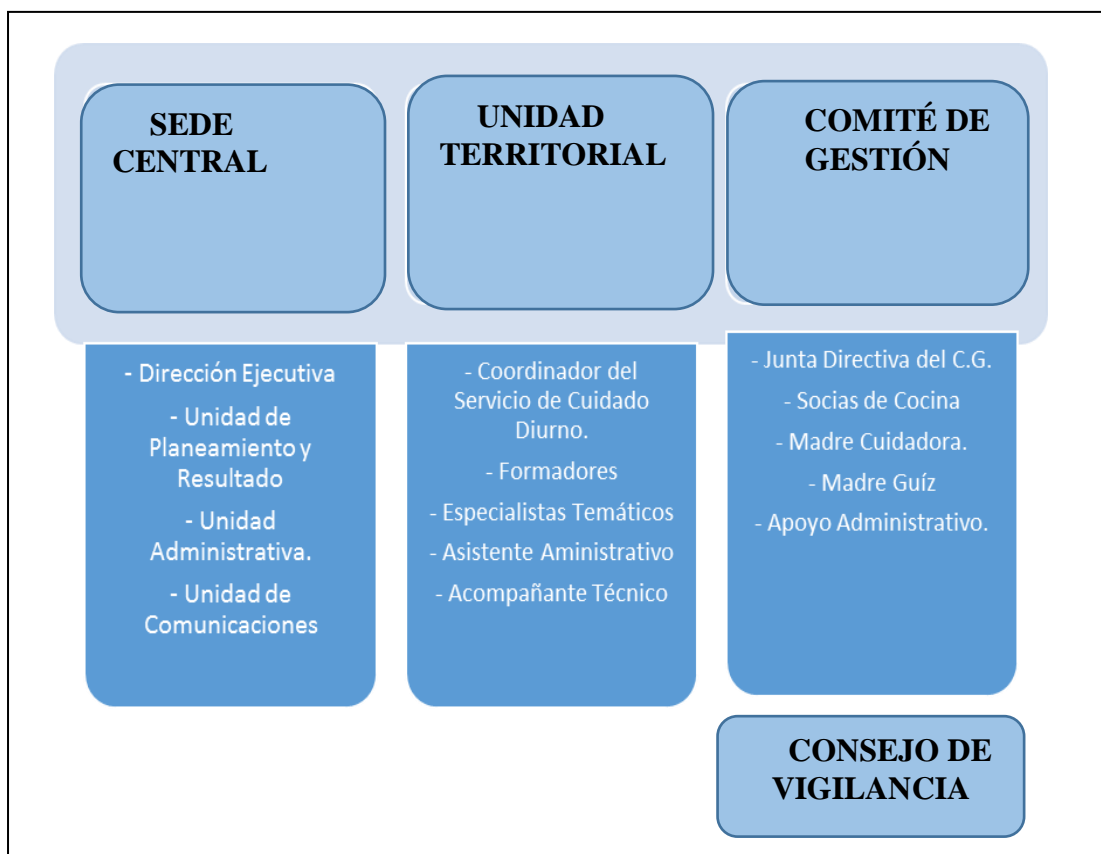 SEDE
CENTRAL
- Dirección Ejecutiva
- Unidad de
Planeamiento y
Resultado
- Unidad
Administrativa.
- Unidad de
Comunicaciones
UNIDAD
TERRITORIAL
- Coordinador del
Servicio de Cuidado
Diurno.
- Formadores
- Especialistas Temáticos
- Asistente Aministrativo
- Acompañante Técnico
COMITÉ DE
GESTIÓN
- Junta Directiva del C.G.
- Socias de Cocina
- Madre Cuidadora.
- Madre Guíz
- Apoyo Administrativo.
CONSEJO DE
VIGILANCIA